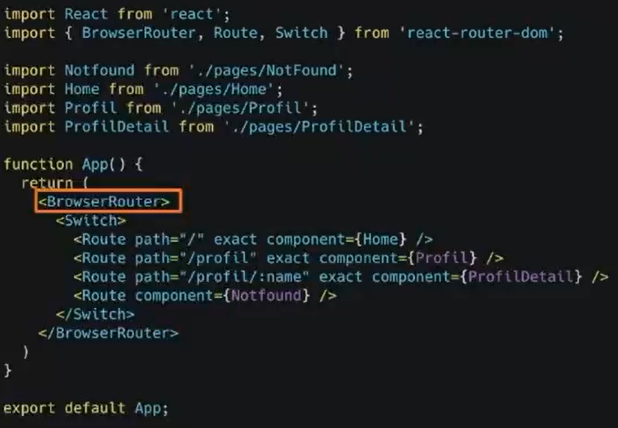 import React from 'react';
import { BrowserRouter, Route, Switch } from 'react-router-dom';

import Notfound from './pages/NotFound';
import Home from './pages/Home';
import Profil from './pages/Profil';
import ProfilDetail from './pages/ProfilDetail';

function App() {
  return (
    <BrowserRouter>
      <Switch>
        <Route path="/" exact component={Home} />
        <Route path="/profil" exact component={Profil} />
        <Route path="/profil/:name" exact component={ProfilDetail} />
        <Route component={Notfound} />
      </Switch>
    </BrowserRouter>
  )
}

export default App;